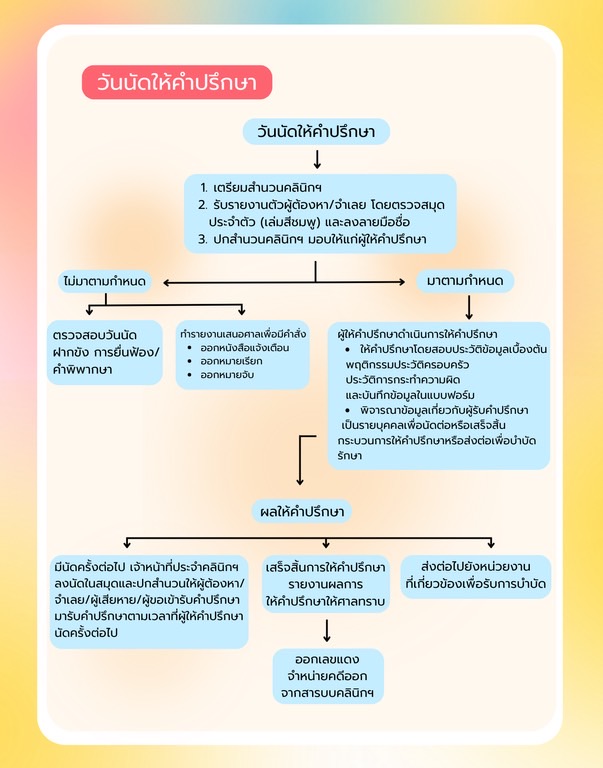 วันนัดให้คำปรึกษา
วันนัดให้คำปรึกษา
1. เตรียมสำนวนคลินิกฯ
2. รับรายงานตัวผู้ต้องหา/จำเลย โดยตรวจสมุด
ประจำตัว (เล่มสีชมพู) และลงลายมือชื่อ
3. ปกสำนวนคลินิกฯ มอบให้แก่ผู้ให้คำปรึกษา
ไม่มาตามกำหนด
มาตามกำหนด
ตรวจสอบวันนัด
ฝากขัง การยื่นฟ้อง/
คำพิพากษา
ทำรายงานเสนอศาลเพื่อมีคำสั่ง
• ออกหนังสือแจ้งเตือน
• ออกหมายเรียก
• ออกหมายจับ
ผู้ให้คำปรึกษาดำเนินการให้คำปรึกษา
• ให้คำปรึกษาโดยสอบประวัติข้อมูลเบื้องต้น
พฤติกรรมประวัติครอบครัว
ประวัติการกระทำความผิด
และบันทึกข้อมูลในแบบฟอร์ม
• พิจารณาข้อมูลเกี่ยวกับผู้รับคำปรึกษา
เป็นรายบุคคลเพื่อนัดต่อหรือเสร็จสิ้น
กระบวนการให้คำปรึกษาหรือส่งต่อเพื่อบำบัด
รักษา
ผลให้คำปรึกษา
มีนัดครั้งต่อไป เจ้าหน้าที่ประจำคลินิกฯ
ลงนัดในสมุดและปกสำนวนให้ผู้ต้องหา/
จำเลย/ผู้เสียหาย/ผู้ขอเข้ารับคำปรึกษา
มารับคำปรึกษาตามเวลาที่ผู้ให้คำปรึกษา
นัดครั้งต่อไป
เสร็จสิ้นการให้คำปรึกษา
รายงานผลการ
ให้คำปรึกษาให้ศาลทราบ
ส่งต่อไปยังหน่วยงาน
ที่เกี่ยวข้องเพื่อรับการบำบัด
ออกเลขแดง
จำหน่ายคดีออก
จากสารบบคลินิกฯ